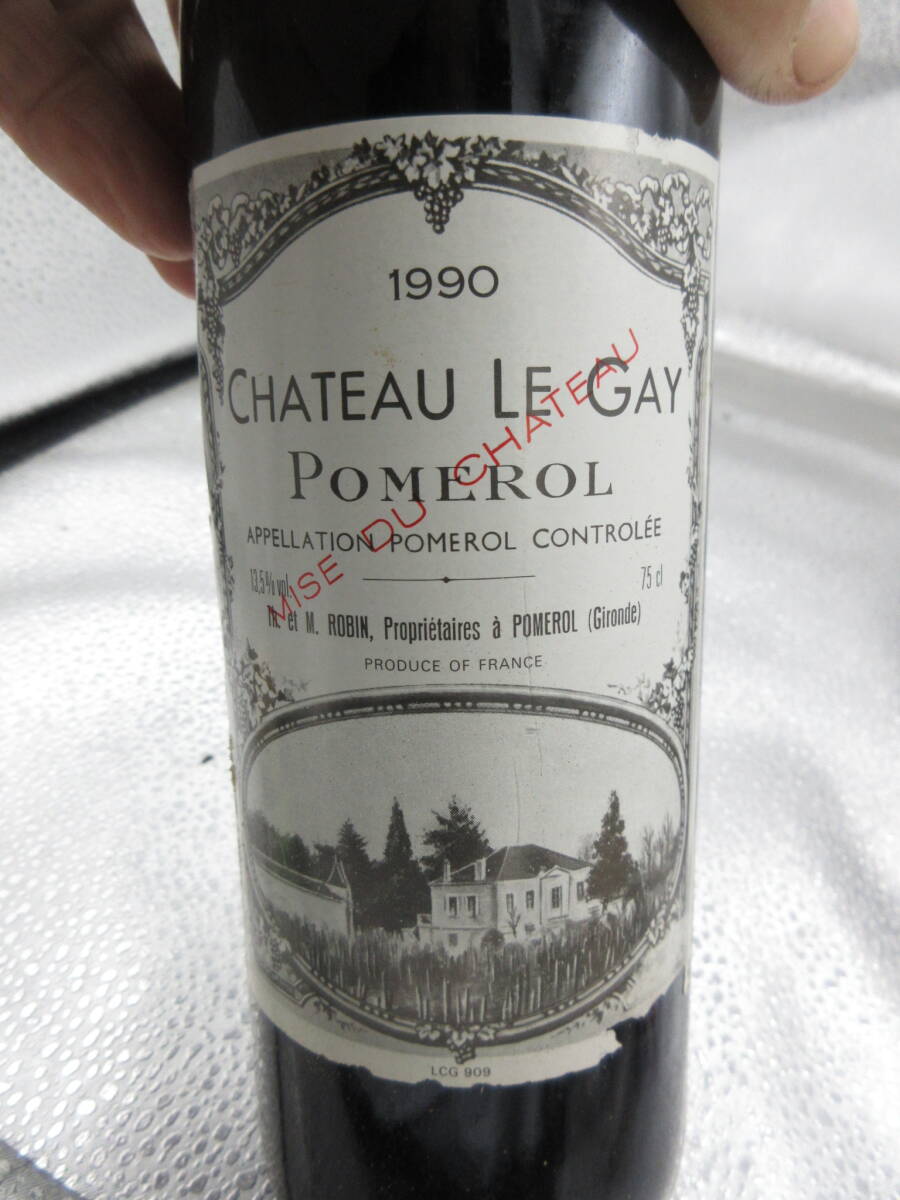 1990
CHATEAU LE GAY
POMEROL
MISE DU CHATEAU
APPELLATION POMEROL CONTROLÉE
13,5% vol. 75 cl
TH. et M. ROBIN, Propriétaires à POMEROL (Gironde)
PRODUCE OF FRANCE
LCG 909